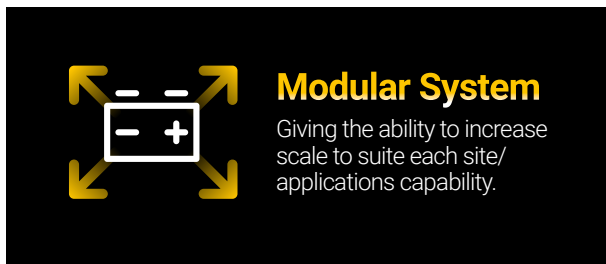 Modular System
Giving the ability to increase
scale to suite each site/
applications capability.